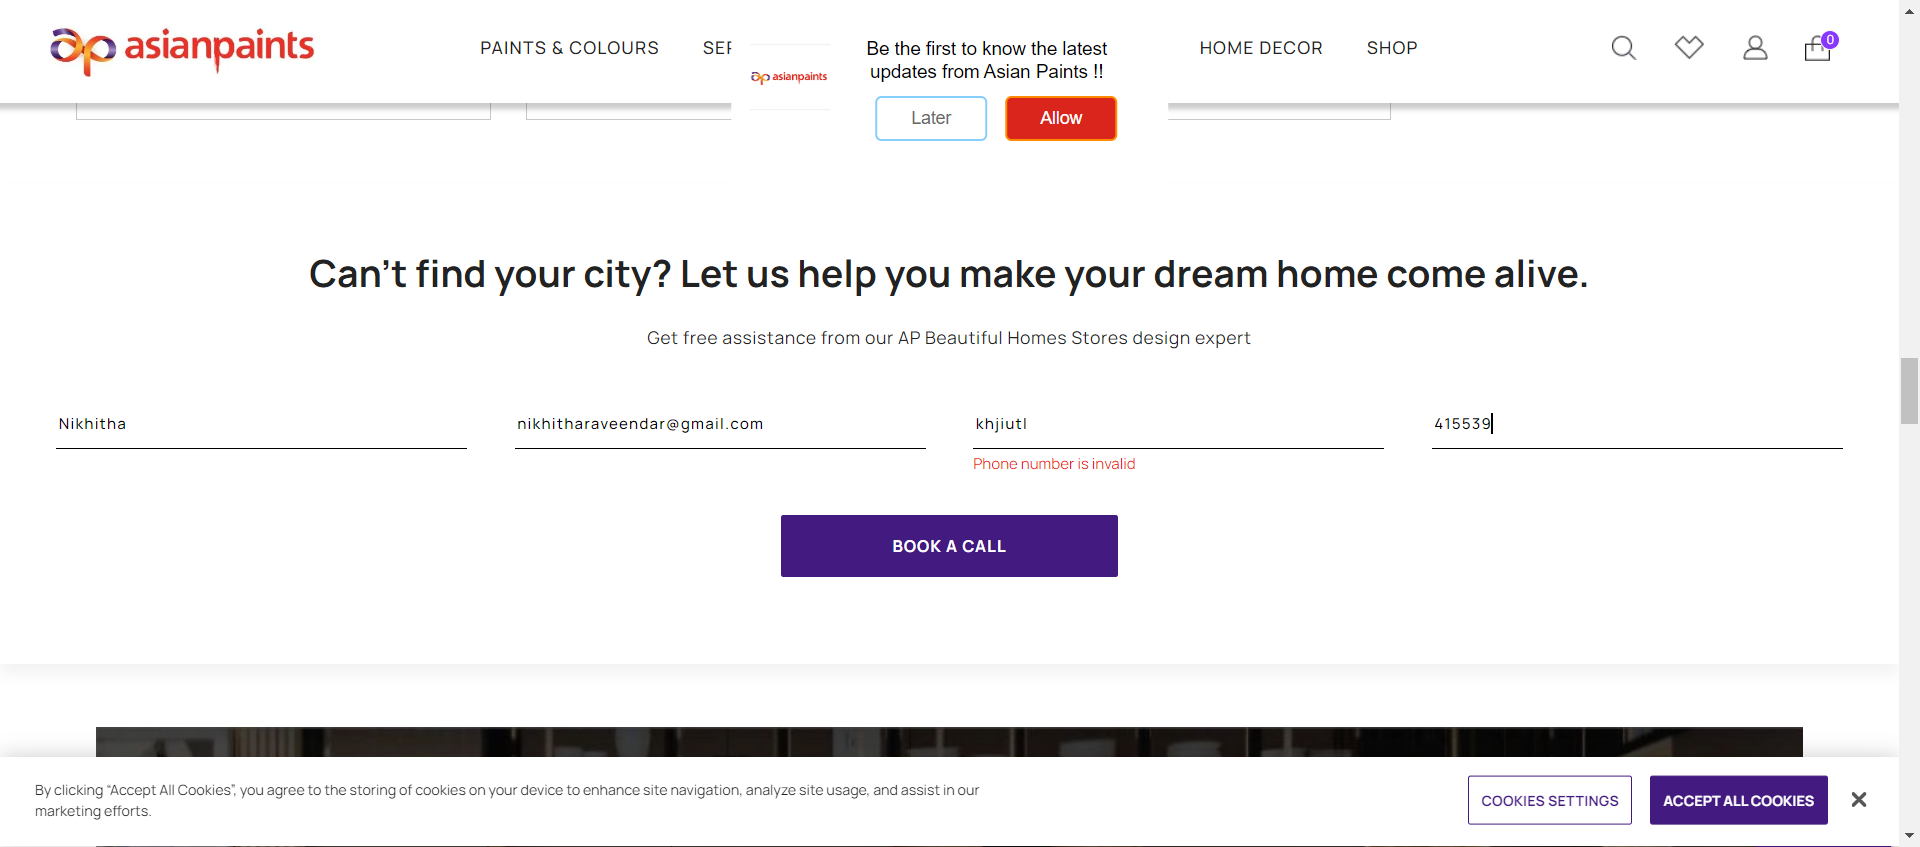 asianpaints
PAINTS & COLOURS
HOME DECOR
SHOP
0
asianpaints
Be the first to know the latest
updates from Asian Paints !!
Later
Allow
Can't find your city? Let us help you make your dream home come alive.
Get free assistance from our AP Beautiful Homes Stores design expert
Nikhitha
nikhitharaveendar@gmail.com
khjiutl
415539
Phone number is invalid
BOOK A CALL
By clicking “Accept All Cookies”, you agree to the storing of cookies on your device to enhance site navigation, analyze site usage, and assist in our
marketing efforts.
COOKIES SETTINGS
ACCEPT ALL COOKIES